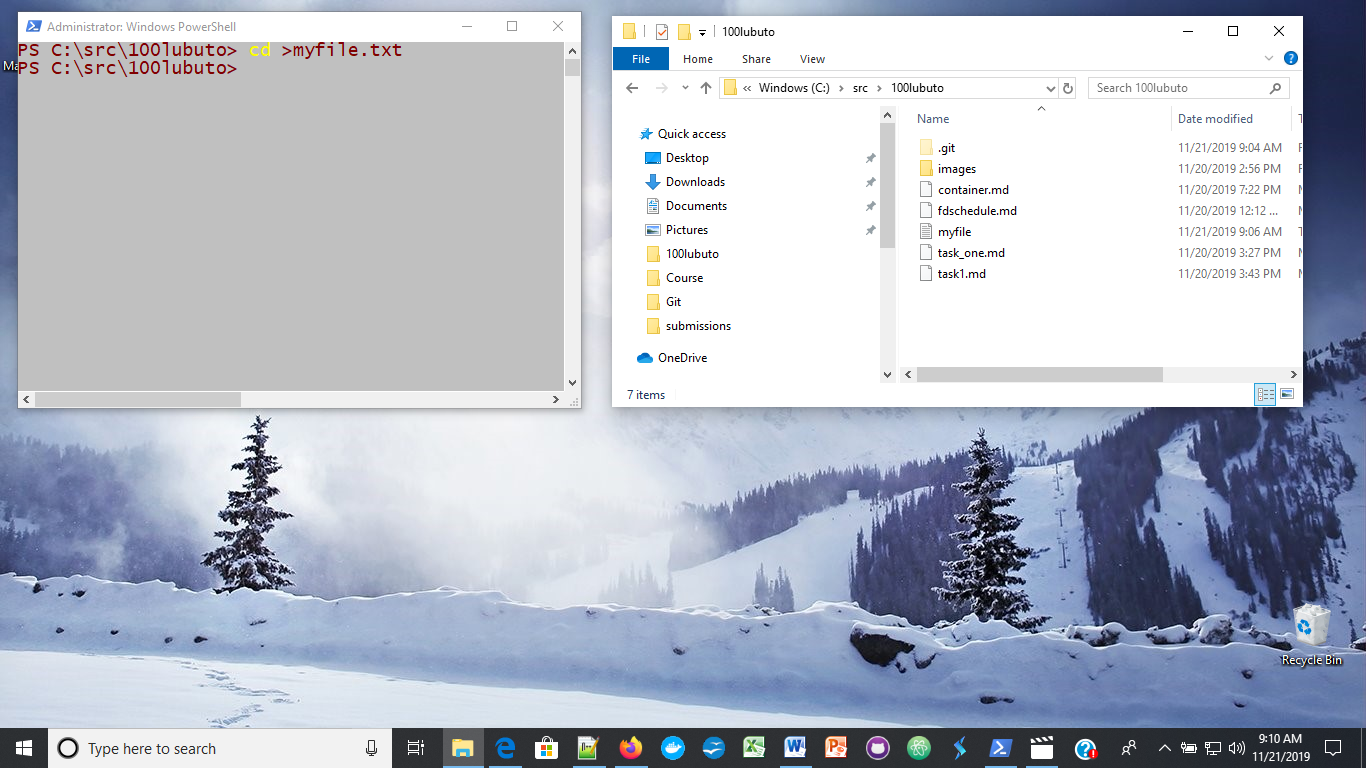 Administrator: Windows PowerShell
PS C:\src\100lubuto> cd >myfile.txt
PS C:\src\100lubuto>
Ma
100lubuto
File Home Share View
« Windows (C:) › src › 100lubuto
Search 100lubuto
Quick access
Desktop
Downloads
Documents
Pictures
100lubuto
Course
Git
submissions
OneDrive
Name Date modified T
.git 11/21/2019 9:04 AM F
images 11/20/2019 2:56 PM F
container.md 11/20/2019 7:22 PM M
fdschedule.md 11/20/2019 12:12 ... M
myfile 11/21/2019 9:06 AM T
task_one.md 11/20/2019 3:27 PM M
task1.md 11/20/2019 3:43 PM M
7 items
Recycle Bin
Type here to search
9:10 AM
11/21/2019